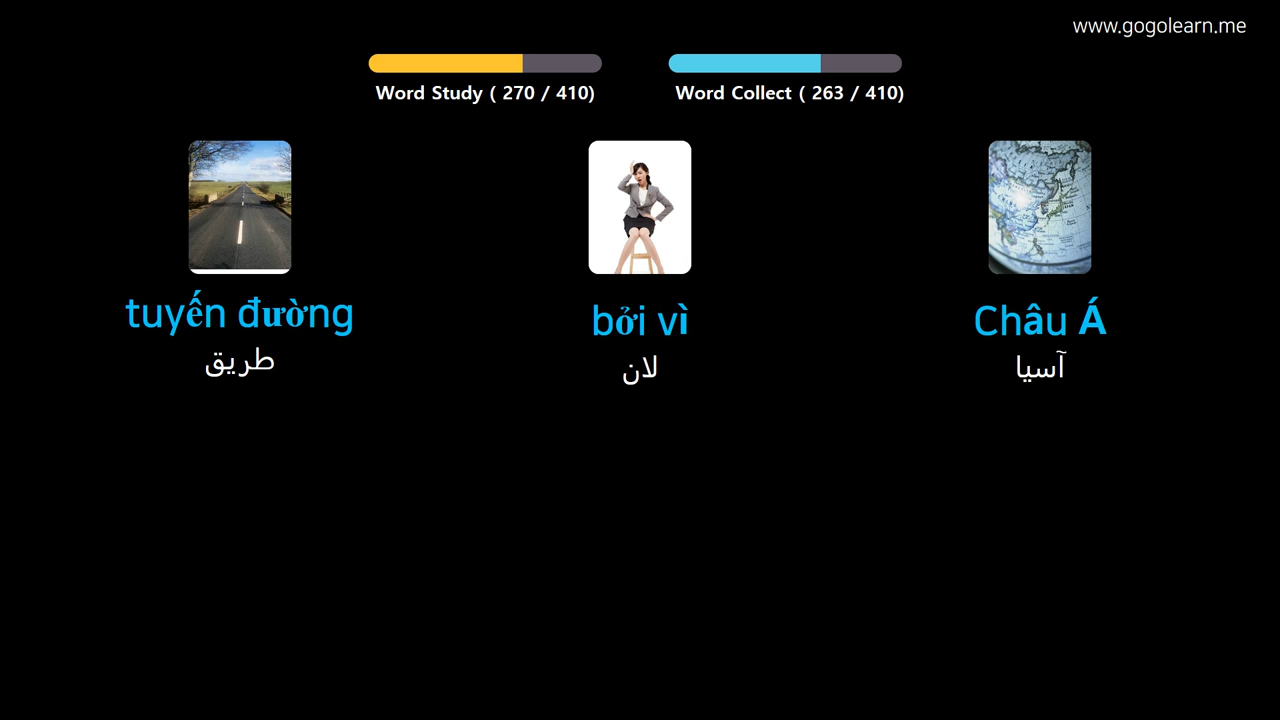 www.gogolearn.me
Word Study ( 270 / 410)
Word Collect ( 263 / 410)
tuyến đường
طريق
bởi vì
لان
Châu Á
آسيا